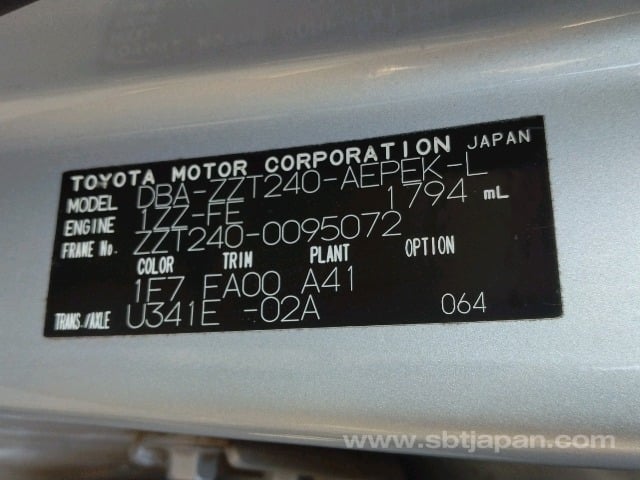 TOYOTA MOTOR CORPORATION JAPAN
MODEL DBA-ZZT240-AEPEK-L
ENGINE 1ZZ-FE 1794 mL
FRAME No. ZZT240-0095072
COLOR TRIM PLANT OPTION
1F7 FA00 A41
TRANS./AXLE U341E -02A 064
www.sbtjapan.com